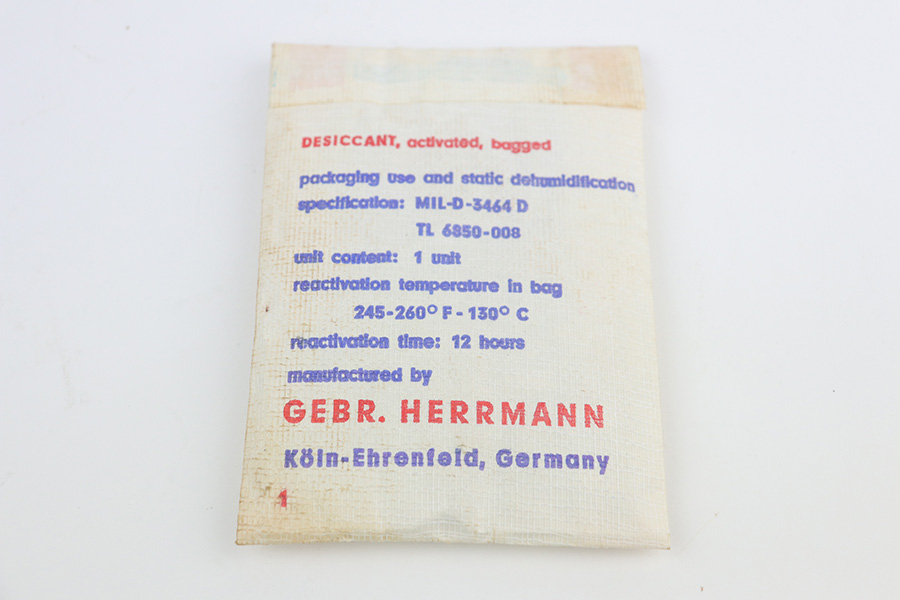 DESICCANT, activated, bagged
packaging use and static dehumidification
specification: MIL-D-3464 D
TL 6850-008
unit content: 1 unit
reactivation temperature in bag
245-260° F - 130° C
reactivation time: 12 hours
manufactured by
GEBR. HERRMANN
Köln-Ehrenfeld, Germany
1